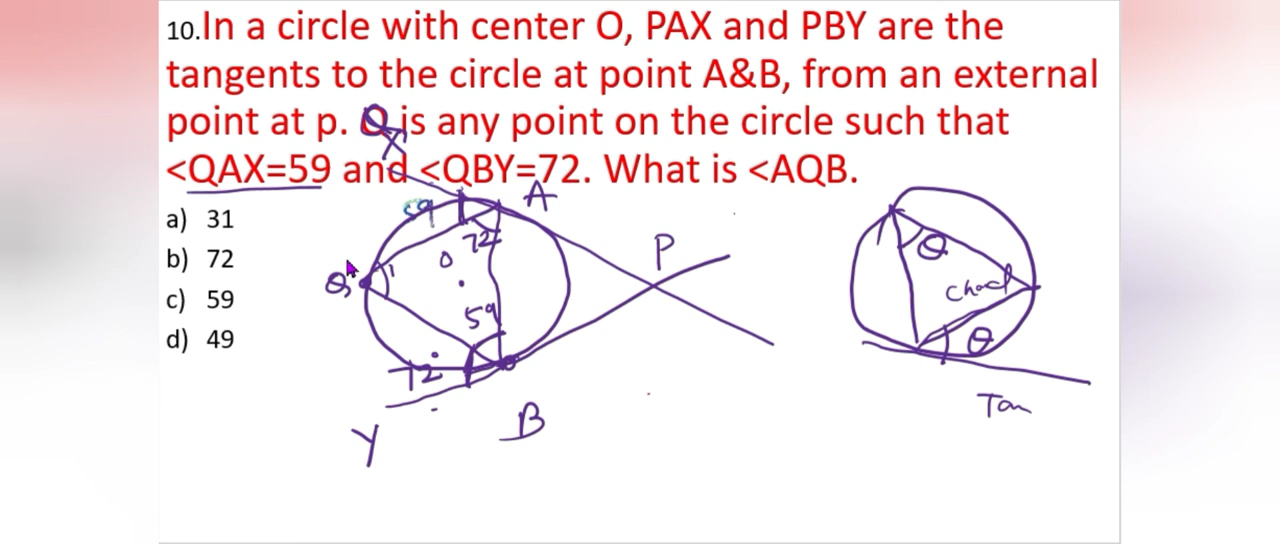 10.In a circle with center O, PAX and PBY are the
tangents to the circle at point A&B, from an external
point at p. Q is any point on the circle such that
<QAX=59 and <QBY=72. What is <AQB.
a) 31
b) 72
c) 59
d) 49
X
59
A
72
O
P
Q
59
72
B
Y
θ
chord
θ
Tan